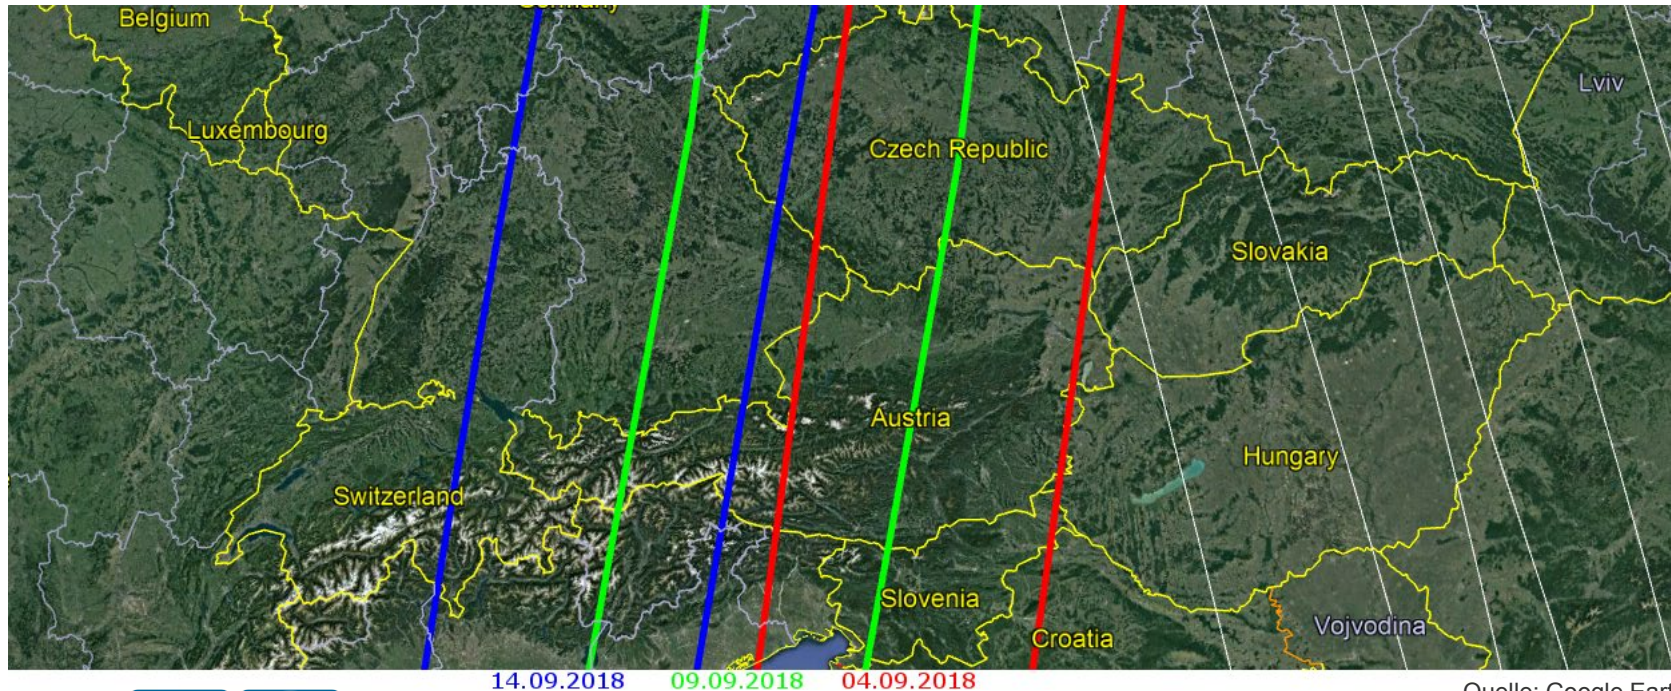 Germany
Belgium
Lviv
Luxembourg
Czech Republic
Slovakia
Austria
Hungary
Switzerland
Slovenia
Vojvodina
Croatia
14.09.2018 09.09.2018 04.09.2018
Quelle: Google